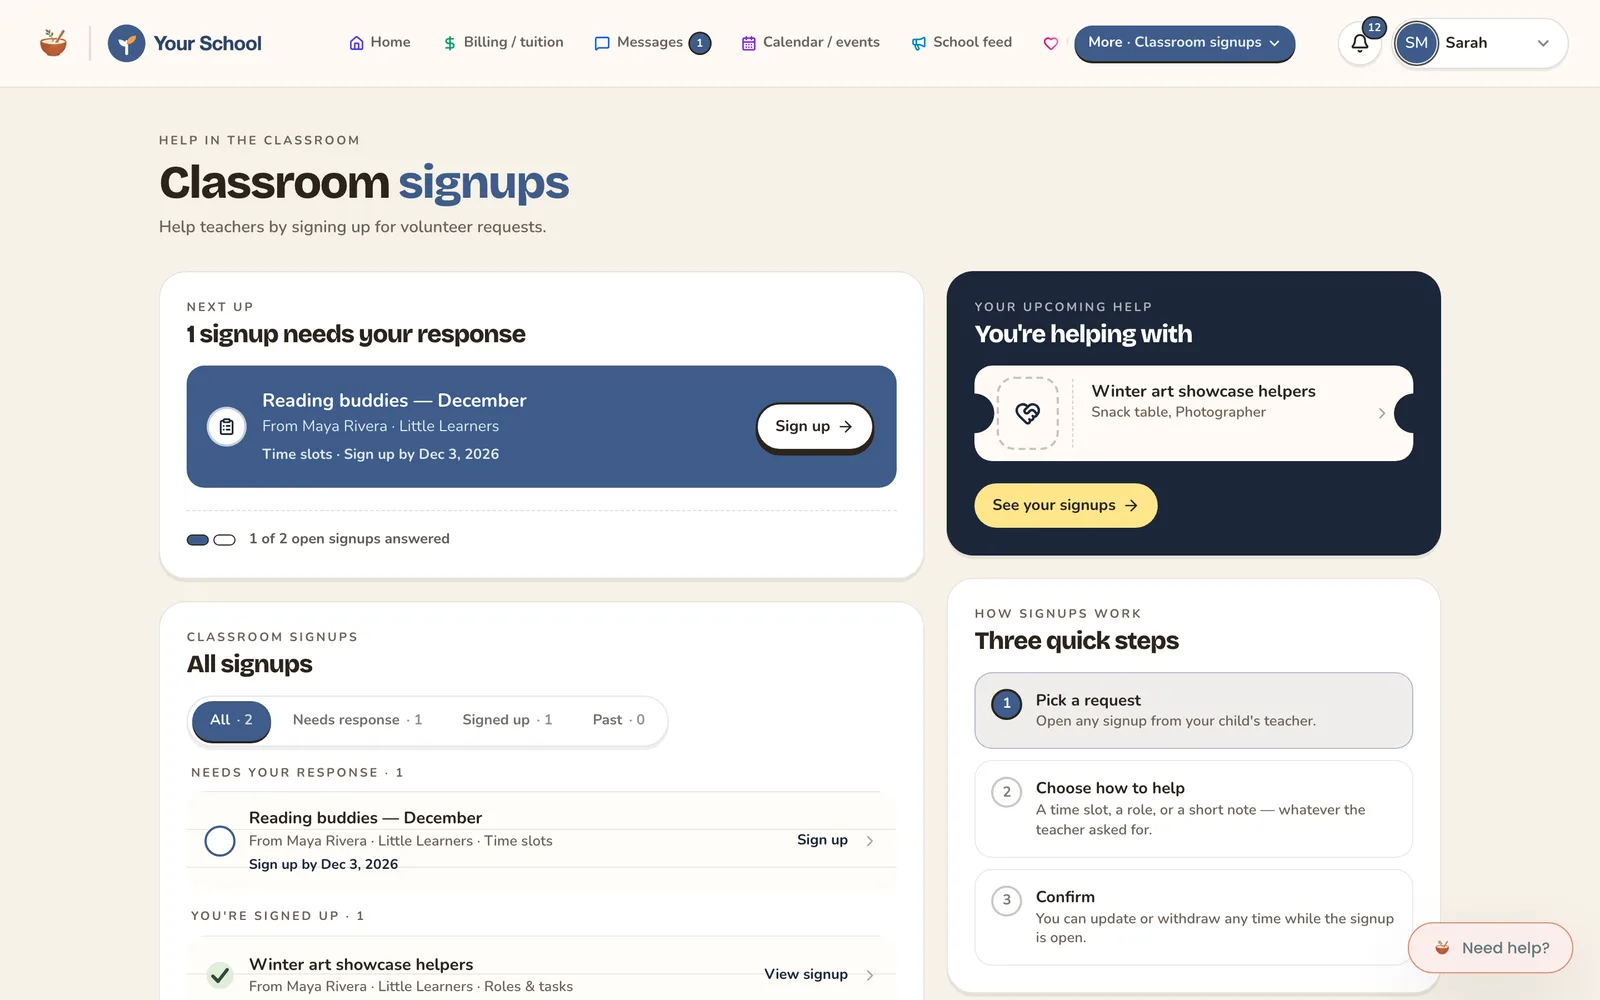 Your School
Home
Billing / tuition
Messages 1
Calendar / events
School feed
More · Classroom signups
12
SM Sarah
HELP IN THE CLASSROOM
Classroom signups
Help teachers by signing up for volunteer requests.
NEXT UP
1 signup needs your response
Reading buddies — December
From Maya Rivera · Little Learners
Time slots · Sign up by Dec 3, 2026
Sign up →
1 of 2 open signups answered
YOUR UPCOMING HELP
You're helping with
Winter art showcase helpers
Snack table, Photographer
See your signups →
CLASSROOM SIGNUPS
All signups
All · 2
Needs response · 1
Signed up · 1
Past · 0
NEEDS YOUR RESPONSE · 1
Reading buddies — December
From Maya Rivera · Little Learners · Time slots
Sign up by Dec 3, 2026
Sign up
YOU'RE SIGNED UP · 1
Winter art showcase helpers
From Maya Rivera · Little Learners · Roles & tasks
View signup
HOW SIGNUPS WORK
Three quick steps
1 Pick a request
Open any signup from your child's teacher.
2 Choose how to help
A time slot, a role, or a short note — whatever the
teacher asked for.
3 Confirm
You can update or withdraw any time while the signup
is open.
Need help?